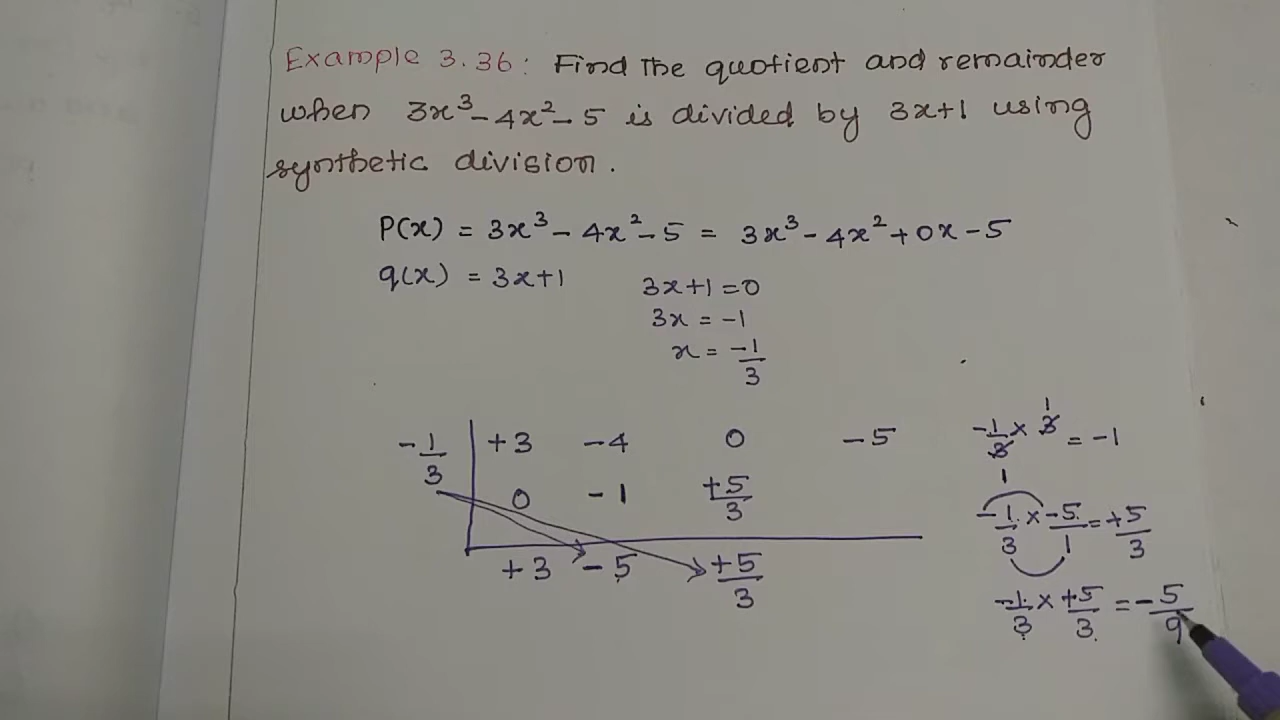 Example 3.36: Find the quotient and remainder
when 3x³-4x²-5 is divided by 3x+1 using
synthetic division.
P(x) = 3x³-4x²-5 = 3x³-4x²+0x-5
q(x) = 3x+1
3x+1=0
3x = -1
x = -1/3
-1/3 | +3 -4 0 -5
0 -1 +5/3
+3 -5 +5/3
-1/3 × 3 = -1
1 1
-1/3 × -5/1 = +5/3
-1/3 × +5/3 = -5/9